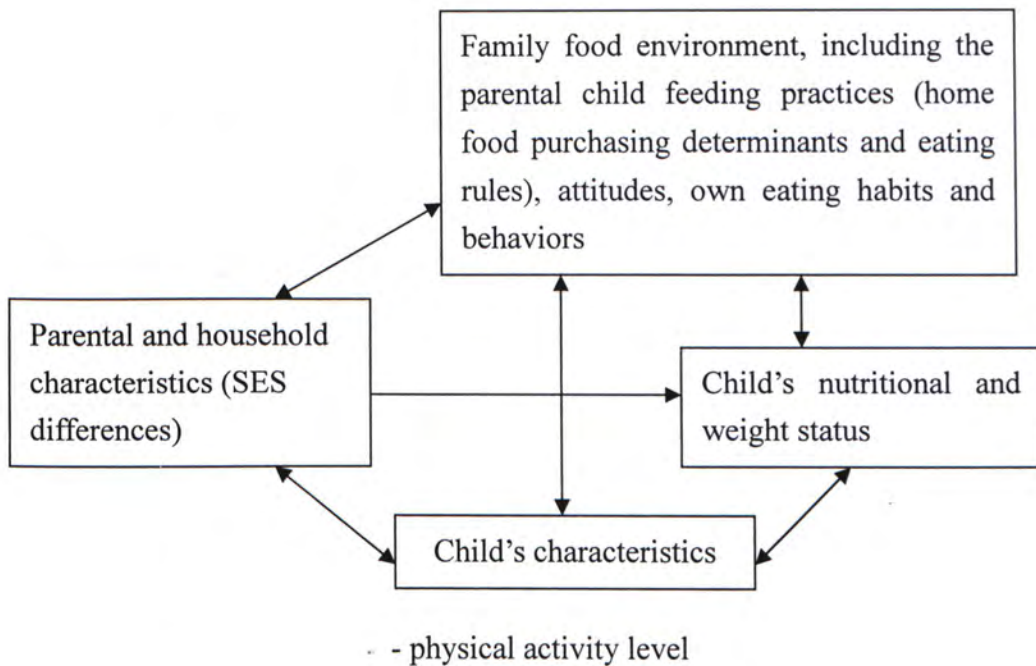 Family food environment, including the
parental child feeding practices (home
food purchasing determinants and eating
rules), attitudes, own eating habits and
behaviors
Parental and household
characteristics (SES
differences)
Child’s nutritional and
weight status
Child’s characteristics
- physical activity level